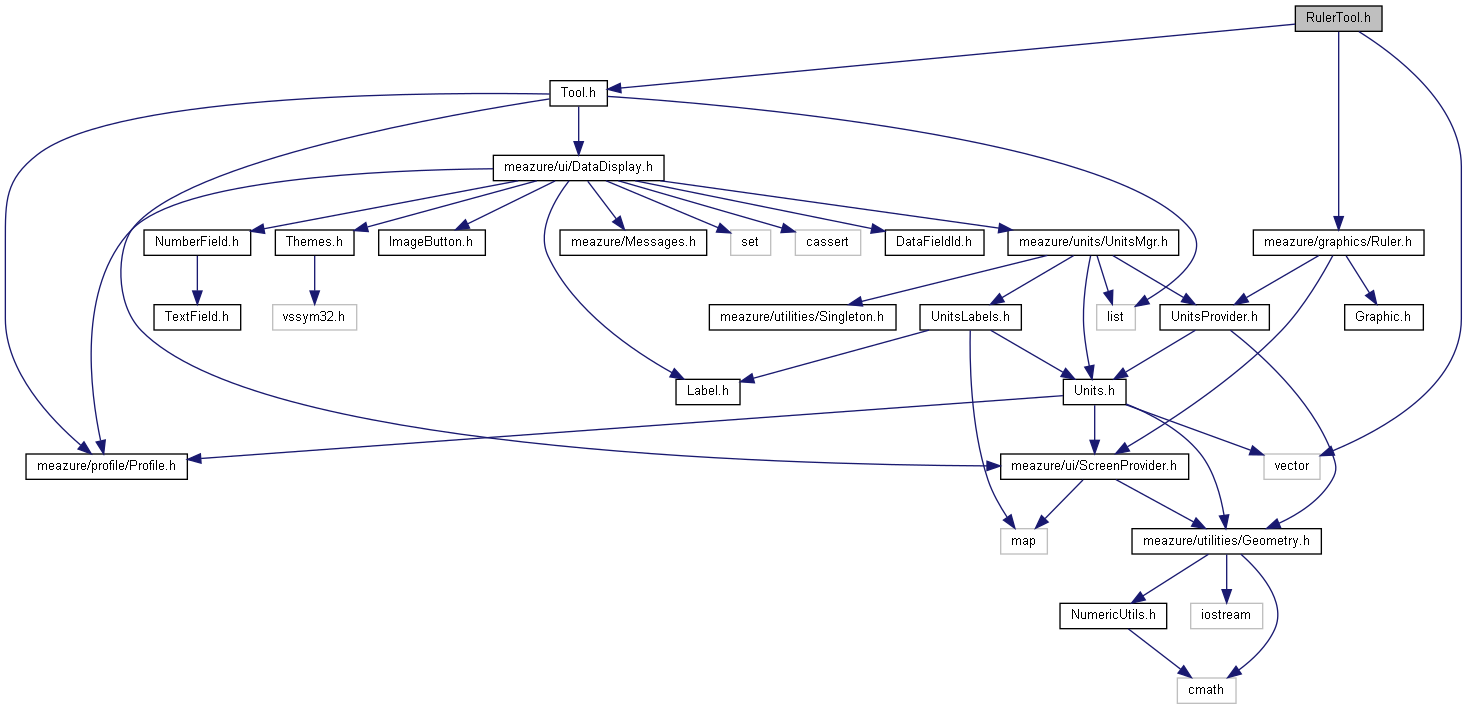 RulerTool.h
Tool.h
meazure/ui/DataDisplay.h
NumberField.h
Themes.h
ImageButton.h
meazure/Messages.h
set
cassert
DataFieldId.h
meazure/units/UnitsMgr.h
meazure/graphics/Ruler.h
TextField.h
vssym32.h
meazure/utilities/Singleton.h
UnitsLabels.h
list
UnitsProvider.h
Graphic.h
Label.h
Units.h
meazure/profile/Profile.h
meazure/ui/ScreenProvider.h
vector
map
meazure/utilities/Geometry.h
NumericUtils.h
iostream
cmath